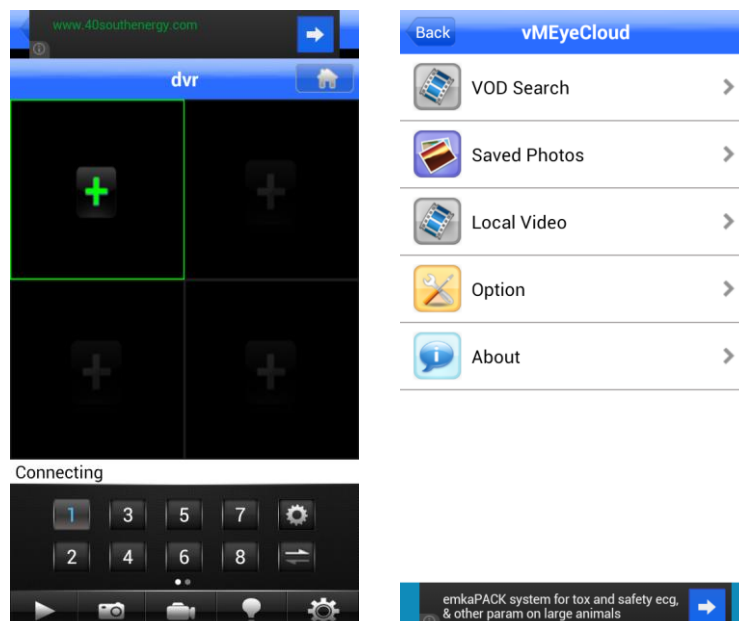 www.40southenergy.com
dvr
Connecting
1 3 5 7
2 4 6 8
Back vMEyeCloud
VOD Search
Saved Photos
Local Video
Option
About
emkaPACK system for tox and safety ecg,
& other param on large animals